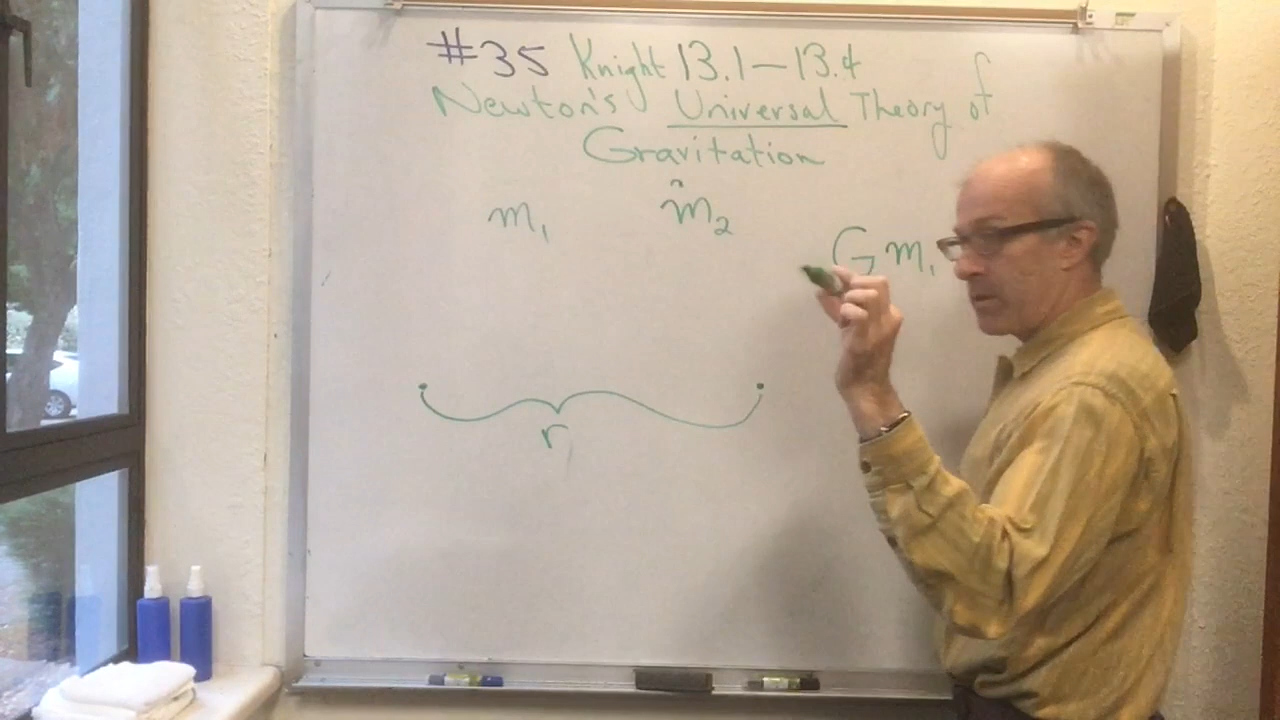 #35 Knight 13.1—13.4
Newton's Universal Theory of
Gravitation
m₁ m₂
G m₁
r